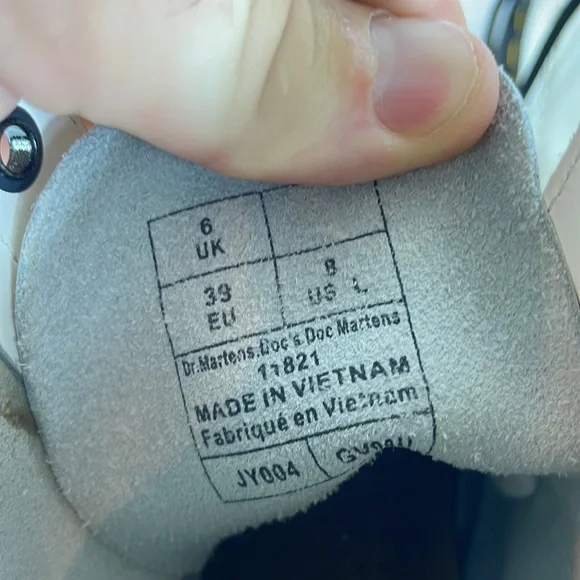 6
UK
39
EU
8
US L
Dr.Martens.Doc's.Doc Martens
11821
MADE IN VIETNAM
Fabriqué en Vietnam
JY004